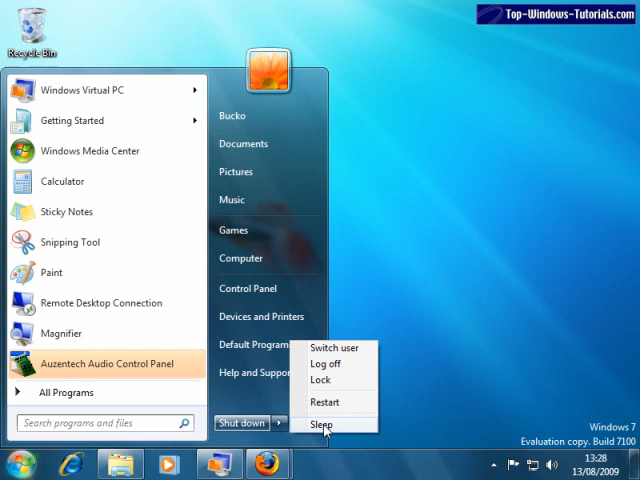 Top-Windows-Tutorials.com
Recycle Bin
Windows Virtual PC
Getting Started
Windows Media Center
Calculator
Sticky Notes
Snipping Tool
Paint
Remote Desktop Connection
Magnifier
Auzentech Audio Control Panel
All Programs
Search programs and files
Bucko
Documents
Pictures
Music
Games
Computer
Control Panel
Devices and Printers
Default Programs
Help and Suppor
Shut down
Switch user
Log off
Lock
Restart
Sleep
Windows 7
Evaluation copy. Build 7100
13:28
13/08/2009